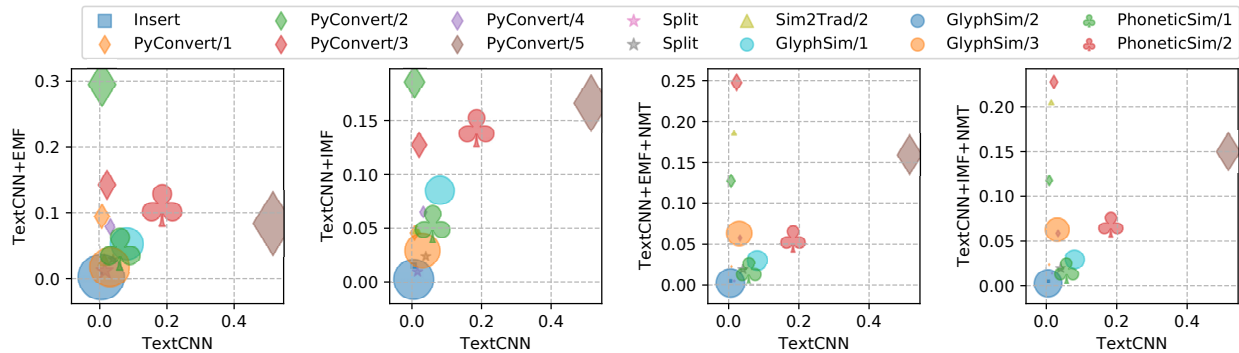 Insert PyConvert/2 PyConvert/4 Split Sim2Trad/2 GlyphSim/2 PhoneticSim/1
PyConvert/1 PyConvert/3 PyConvert/5 Split GlyphSim/1 GlyphSim/3 PhoneticSim/2
TextCNN+EMF
0.3
0.2
0.1
0.0
0.0 0.2 0.4
TextCNN
TextCNN+IMF
0.15
0.10
0.05
0.00
0.0 0.2 0.4
TextCNN
TextCNN+EMF+NMT
0.25
0.20
0.15
0.10
0.05
0.00
0.0 0.2 0.4
TextCNN
TextCNN+IMF+NMT
0.20
0.15
0.10
0.05
0.00
0.0 0.2 0.4
TextCNN